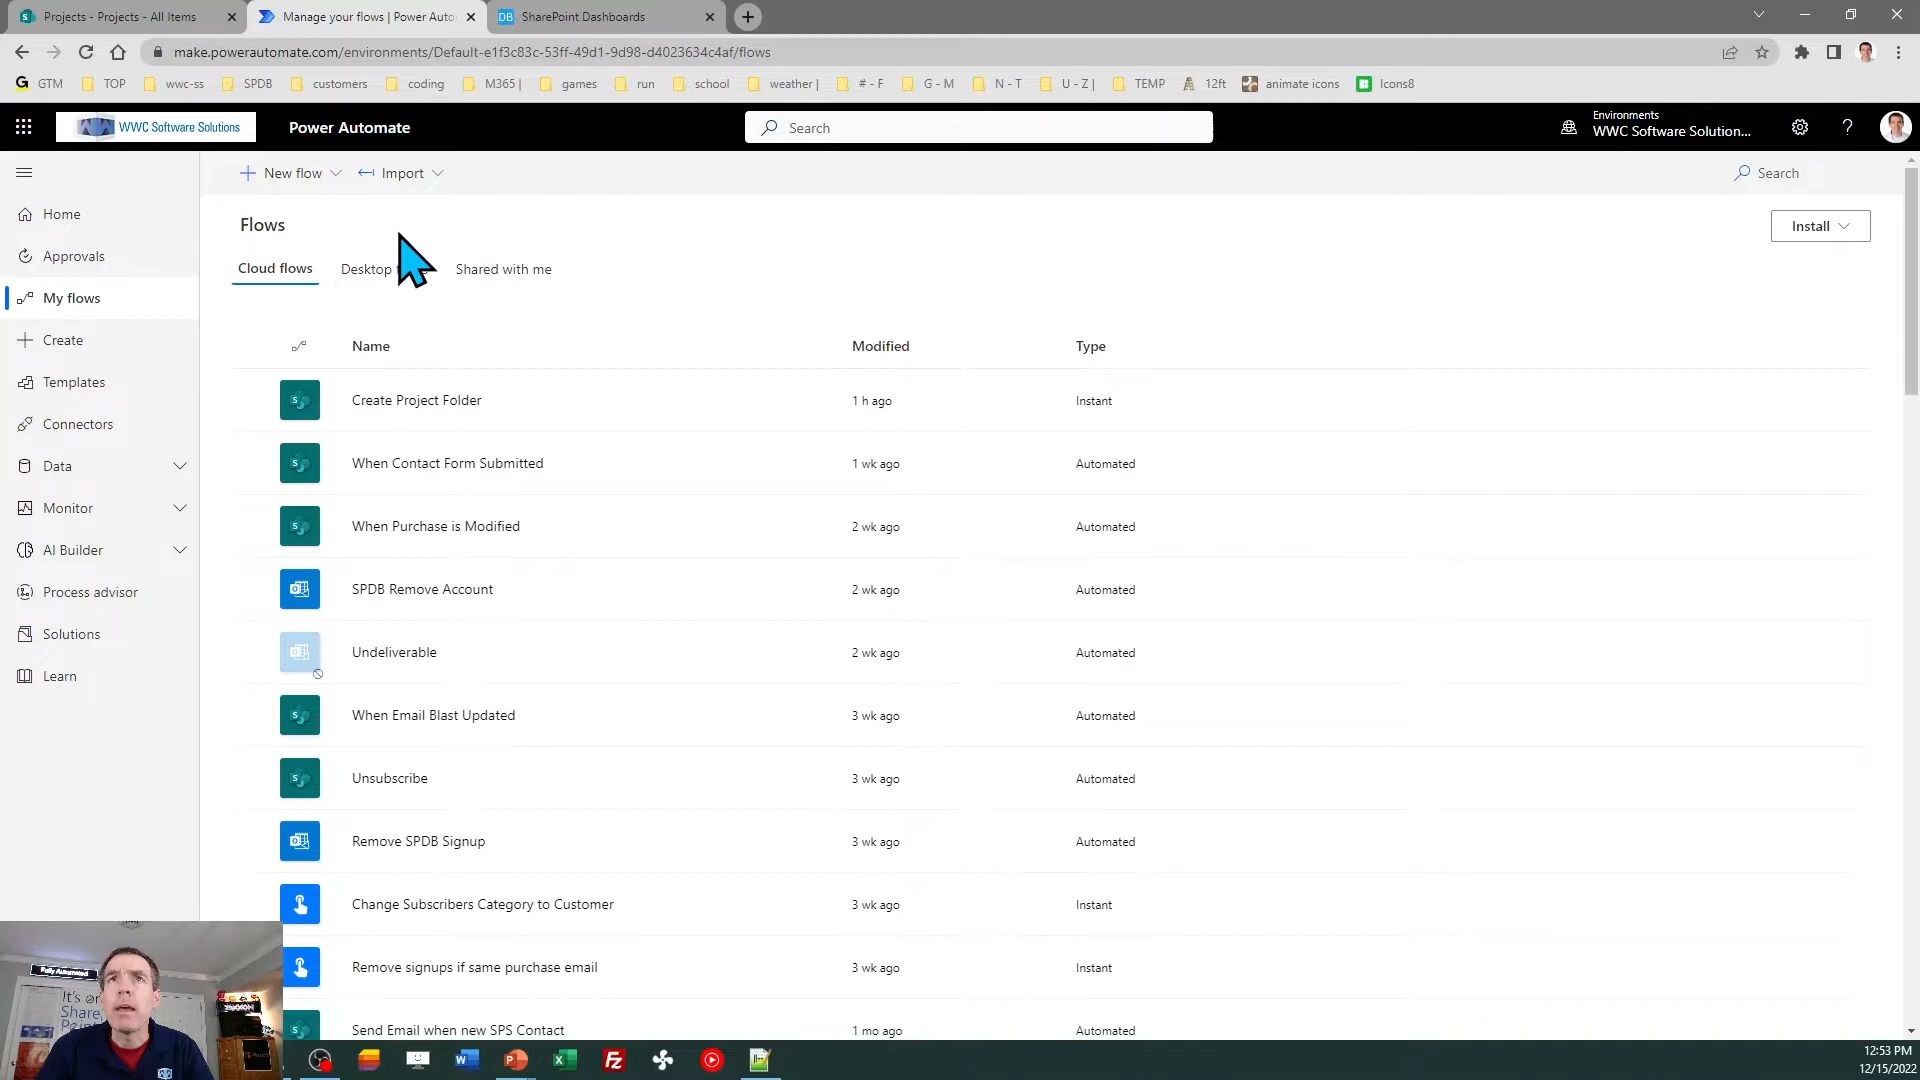 Projects - Projects - All Items
Manage your flows | Power Auto
SharePoint Dashboards
make.powerautomate.com/environments/Default-e1f3c83c-53ff-49d1-9d98-d4023634c4af/flows
GTM TOP wwc-ss SPDB customers coding M365 | games run school weather | # - F G - M N - T U - Z | TEMP 12ft animate icons Icons8
WWC Software Solutions
Power Automate
Search
Environments
WWC Software Solution...
New flow
Import
Search
Home
Approvals
My flows
Create
Templates
Connectors
Data
Monitor
AI Builder
Process advisor
Solutions
Learn
Flows
Install
Cloud flows
Desktop
Shared with me
Name Modified Type
Create Project Folder 1 h ago Instant
When Contact Form Submitted 1 wk ago Automated
When Purchase is Modified 2 wk ago Automated
SPDB Remove Account 2 wk ago Automated
Undeliverable 2 wk ago Automated
When Email Blast Updated 3 wk ago Automated
Unsubscribe 3 wk ago Automated
Remove SPDB Signup 3 wk ago Automated
Change Subscribers Category to Customer 3 wk ago Instant
Remove signups if same purchase email 3 wk ago Instant
Send Email when new SPS Contact 1 mo ago Automated
Fully Automated
It's
Share
Poin
12:53 PM
12/15/2022